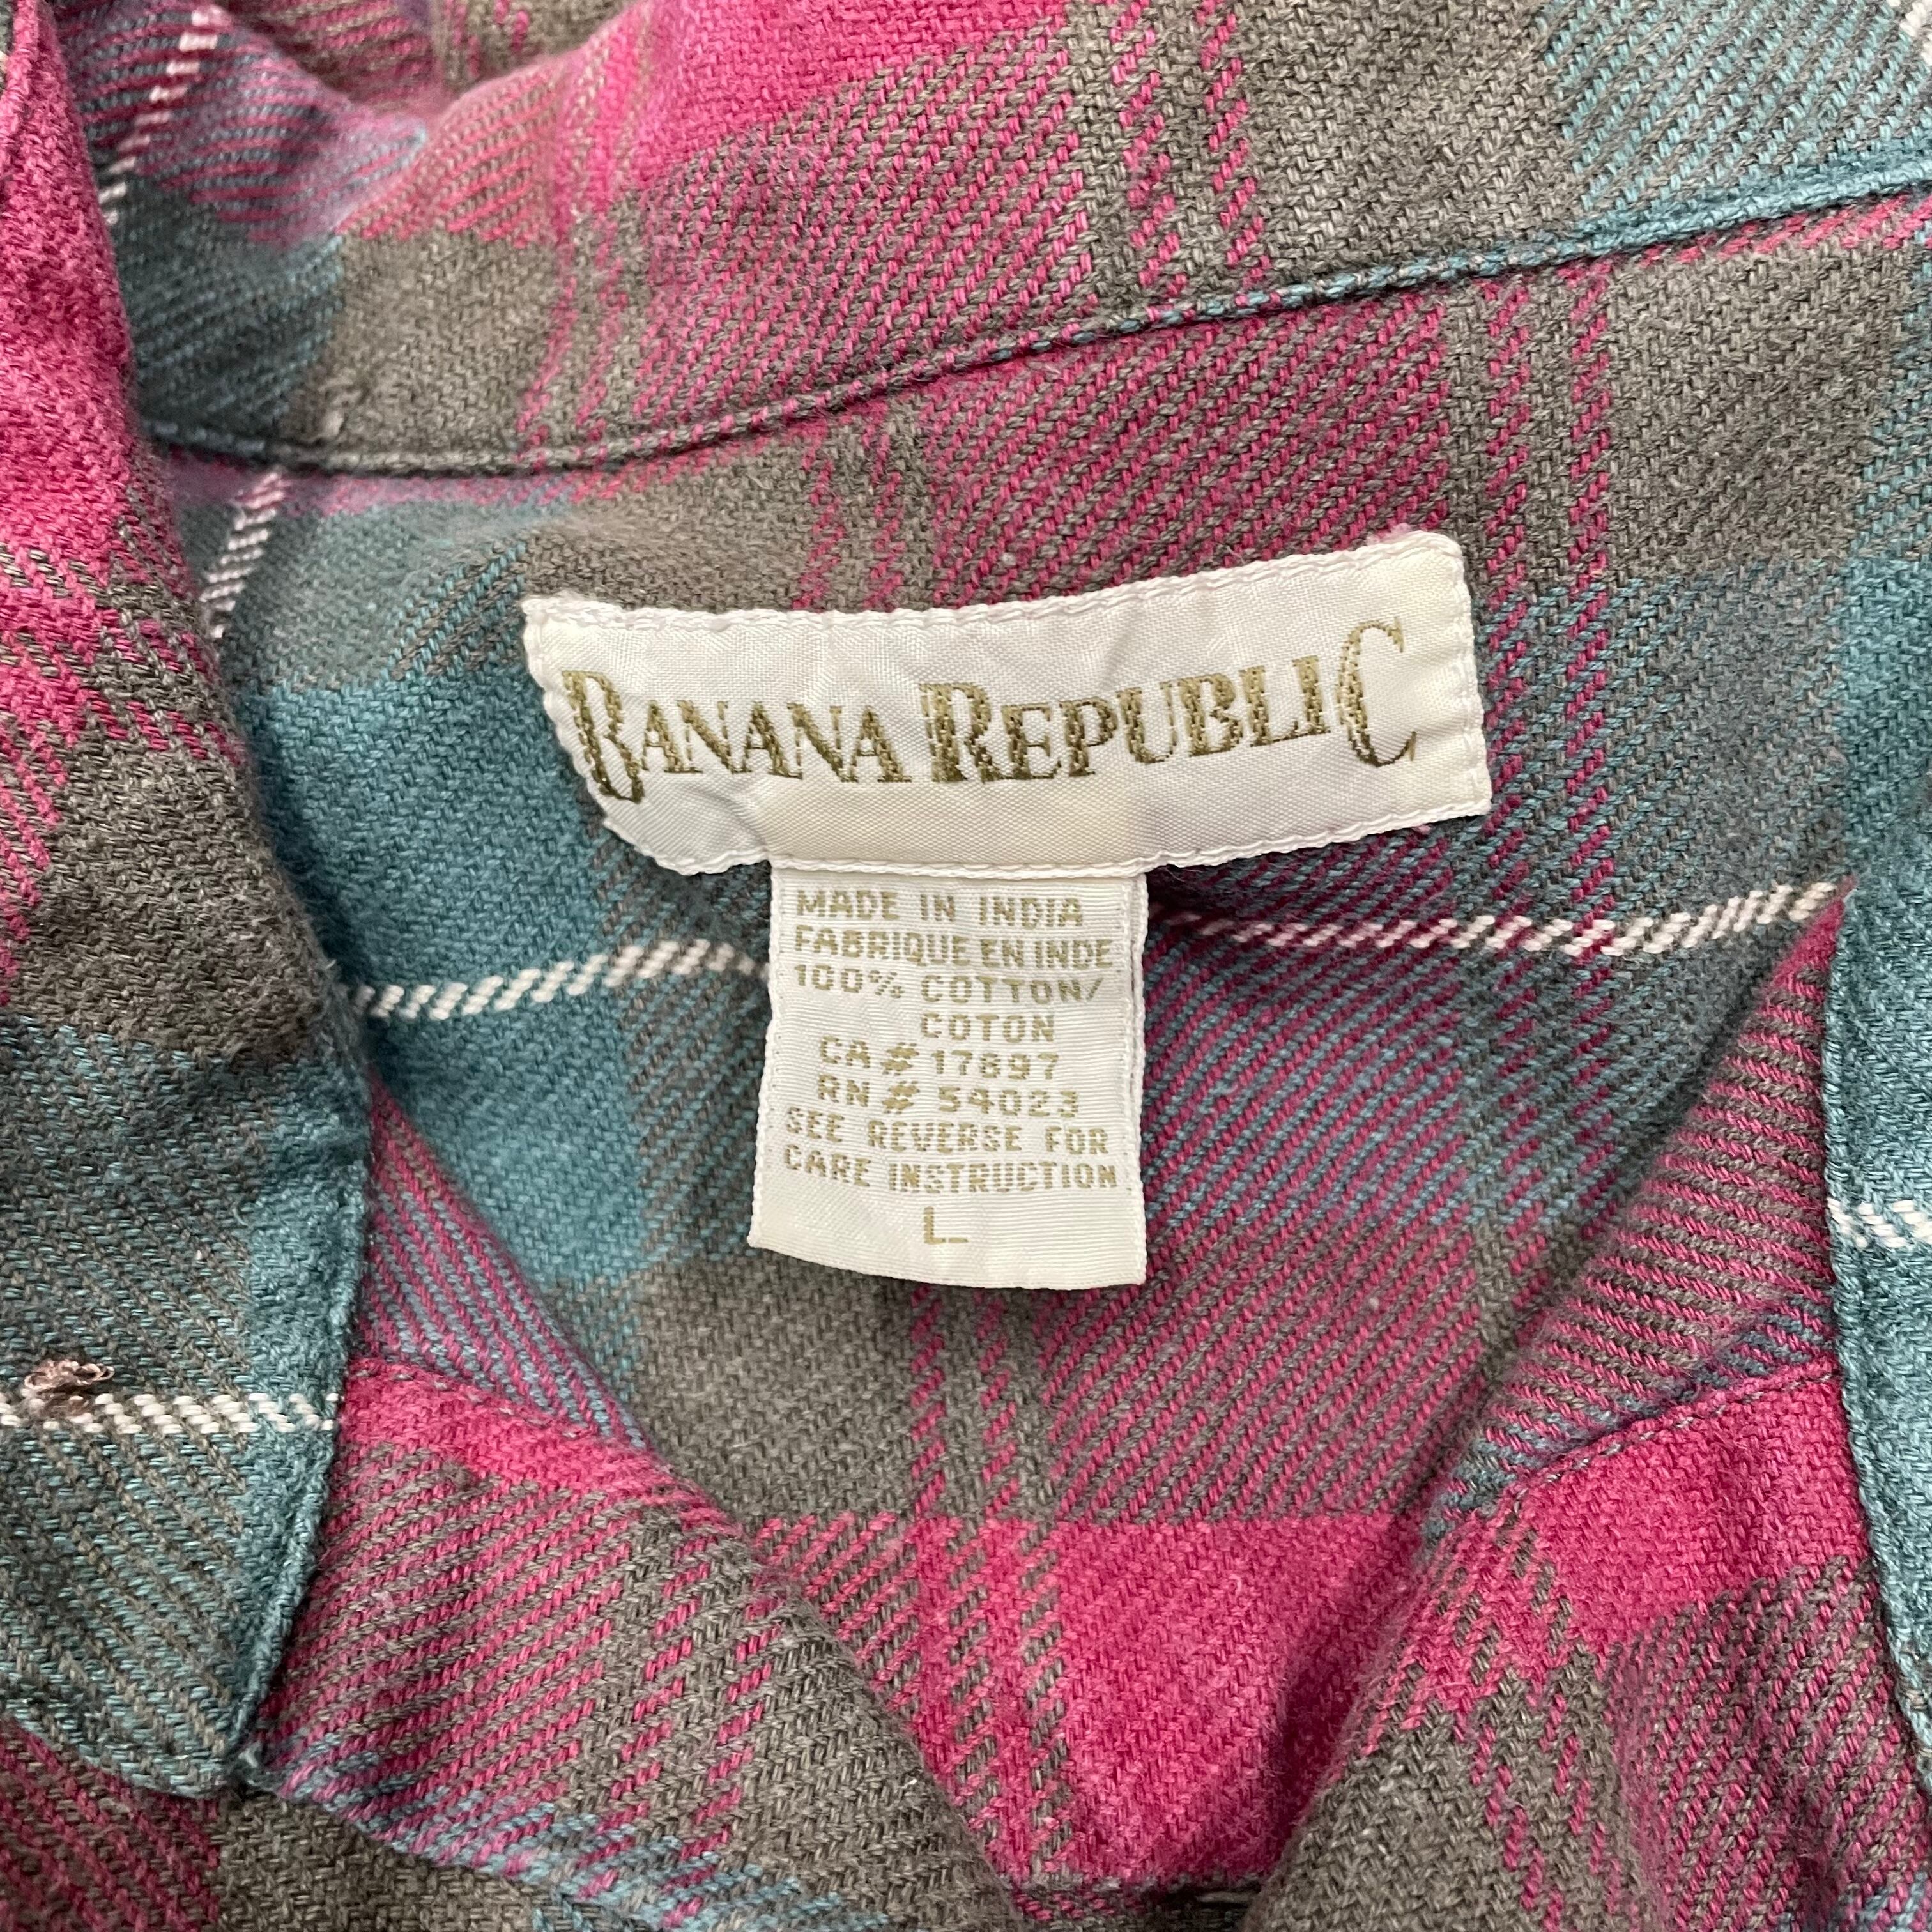 BANANA REPUBLIC
MADE IN INDIA
FABRIQUE EN INDE
100% COTTON/
COTON
CA # 17897
RN # 54023
SEE REVERSE FOR
CARE INSTRUCTION
L